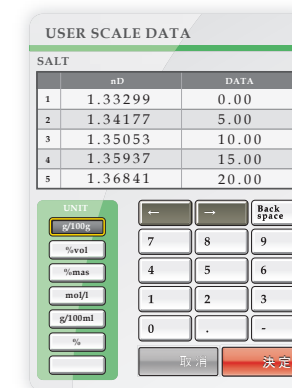 USER SCALE DATA
SALT
nD DATA
1 1.33299 0.00
2 1.34177 5.00
3 1.35053 10.00
4 1.35937 15.00
5 1.36841 20.00
UNIT
g/100g
%vol
%mas
mol/l
g/100ml
%
← → Back space
7 8 9
4 5 6
1 2 3
0 . -
取消 決定